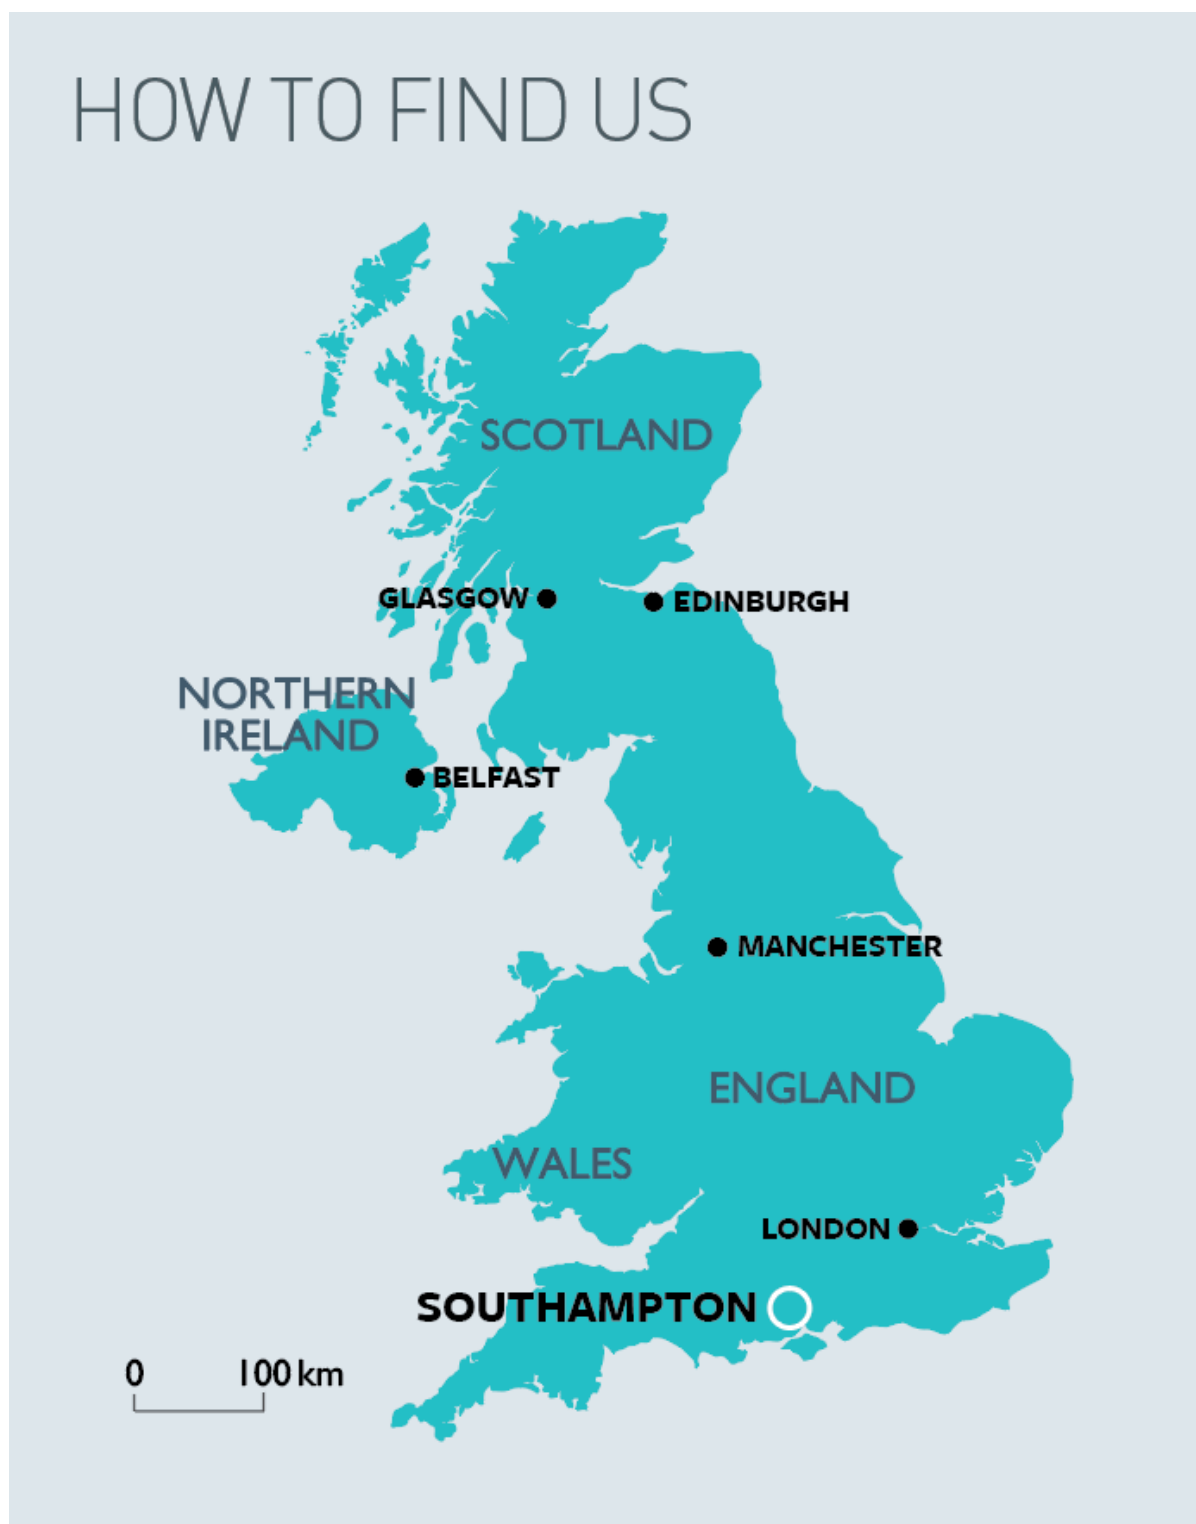 HOW TO FIND US
SCOTLAND
GLASGOW
EDINBURGH
NORTHERN
IRELAND
BELFAST
MANCHESTER
ENGLAND
WALES
LONDON
SOUTHAMPTON
0 100 km